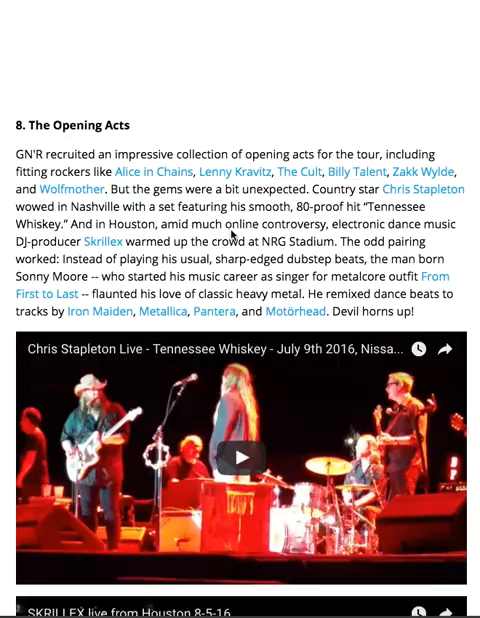 8. The Opening Acts
GN'R recruited an impressive collection of opening acts for the tour, including
fitting rockers like Alice in Chains, Lenny Kravitz, The Cult, Billy Talent, Zakk Wylde,
and Wolfmother. But the gems were a bit unexpected. Country star Chris Stapleton
wowed in Nashville with a set featuring his smooth, 80-proof hit “Tennessee
Whiskey.” And in Houston, amid much online controversy, electronic dance music
DJ-producer Skrillex warmed up the crowd at NRG Stadium. The odd pairing
worked: Instead of playing his usual, sharp-edged dubstep beats, the man born
Sonny Moore -- who started his music career as singer for metalcore outfit From
First to Last -- flaunted his love of classic heavy metal. He remixed dance beats to
tracks by Iron Maiden, Metallica, Pantera, and Motörhead. Devil horns up!
Chris Stapleton Live - Tennessee Whiskey - July 9th 2016, Nissa...
SKRILLEX live from Houston 8-5-16